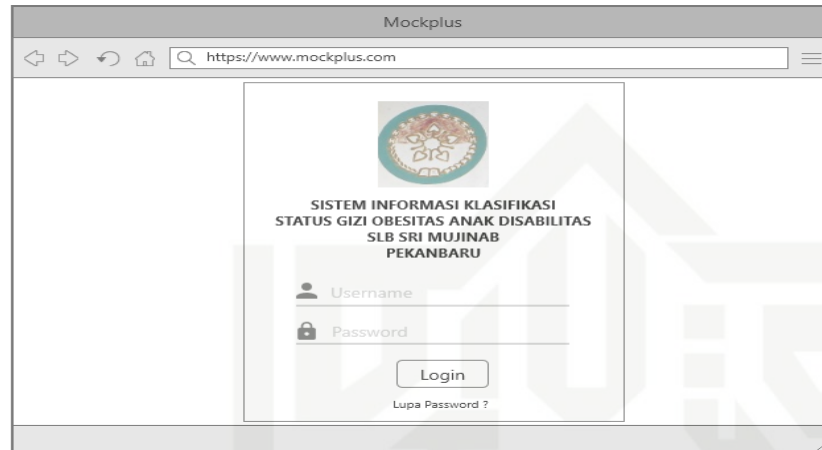 Mockplus
https://www.mockplus.com
SISTEM INFORMASI KLASIFIKASI
STATUS GIZI OBESITAS ANAK DISABILITAS
SLB SRI MUJINAB
PEKANBARU
Username
Password
Login
Lupa Password ?